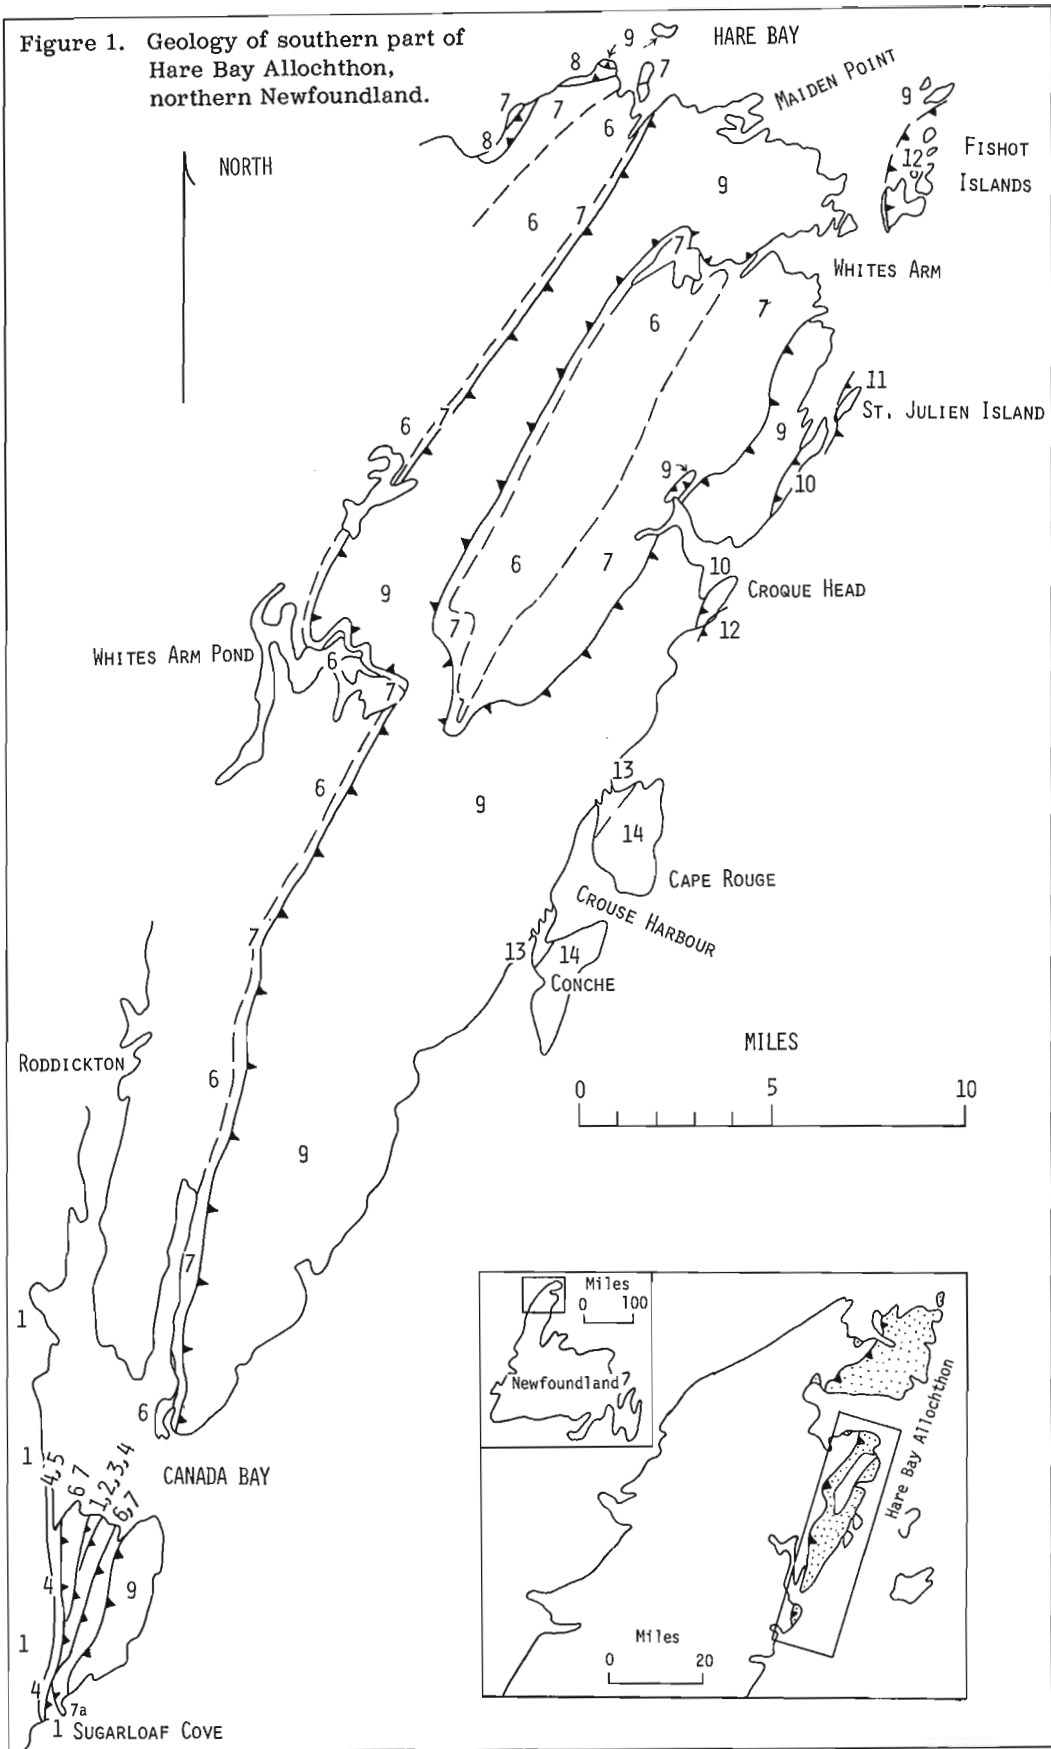 Figure 1. Geology of southern part of
Hare Bay Allochthon,
northern Newfoundland.
NORTH
HARE BAY
MAIDEN POINT
FISHOT
ISLANDS
WHITES ARM
ST. JULIEN ISLAND
CROQUE HEAD
WHITES ARM POND
CAPE ROUGE
CROUSE HARBOUR
CONCHE
RODDICKTON
CANADA BAY
SUGARLOAF COVE
9
8
7
7
7
6
8
9
12
9
6
7
7
6
7
11
9
6
7
9
10
6
7
10
9
12
7
6
7
6
13
14
9
7
13
14
6
9
7
1
6
1
4,5
6 7
1,2,3,4
6,7
4
9
1
4
7a
1
MILES
0 5 10
Miles
0 100
Newfoundland
Hare Bay Allochthon
Miles
0 20